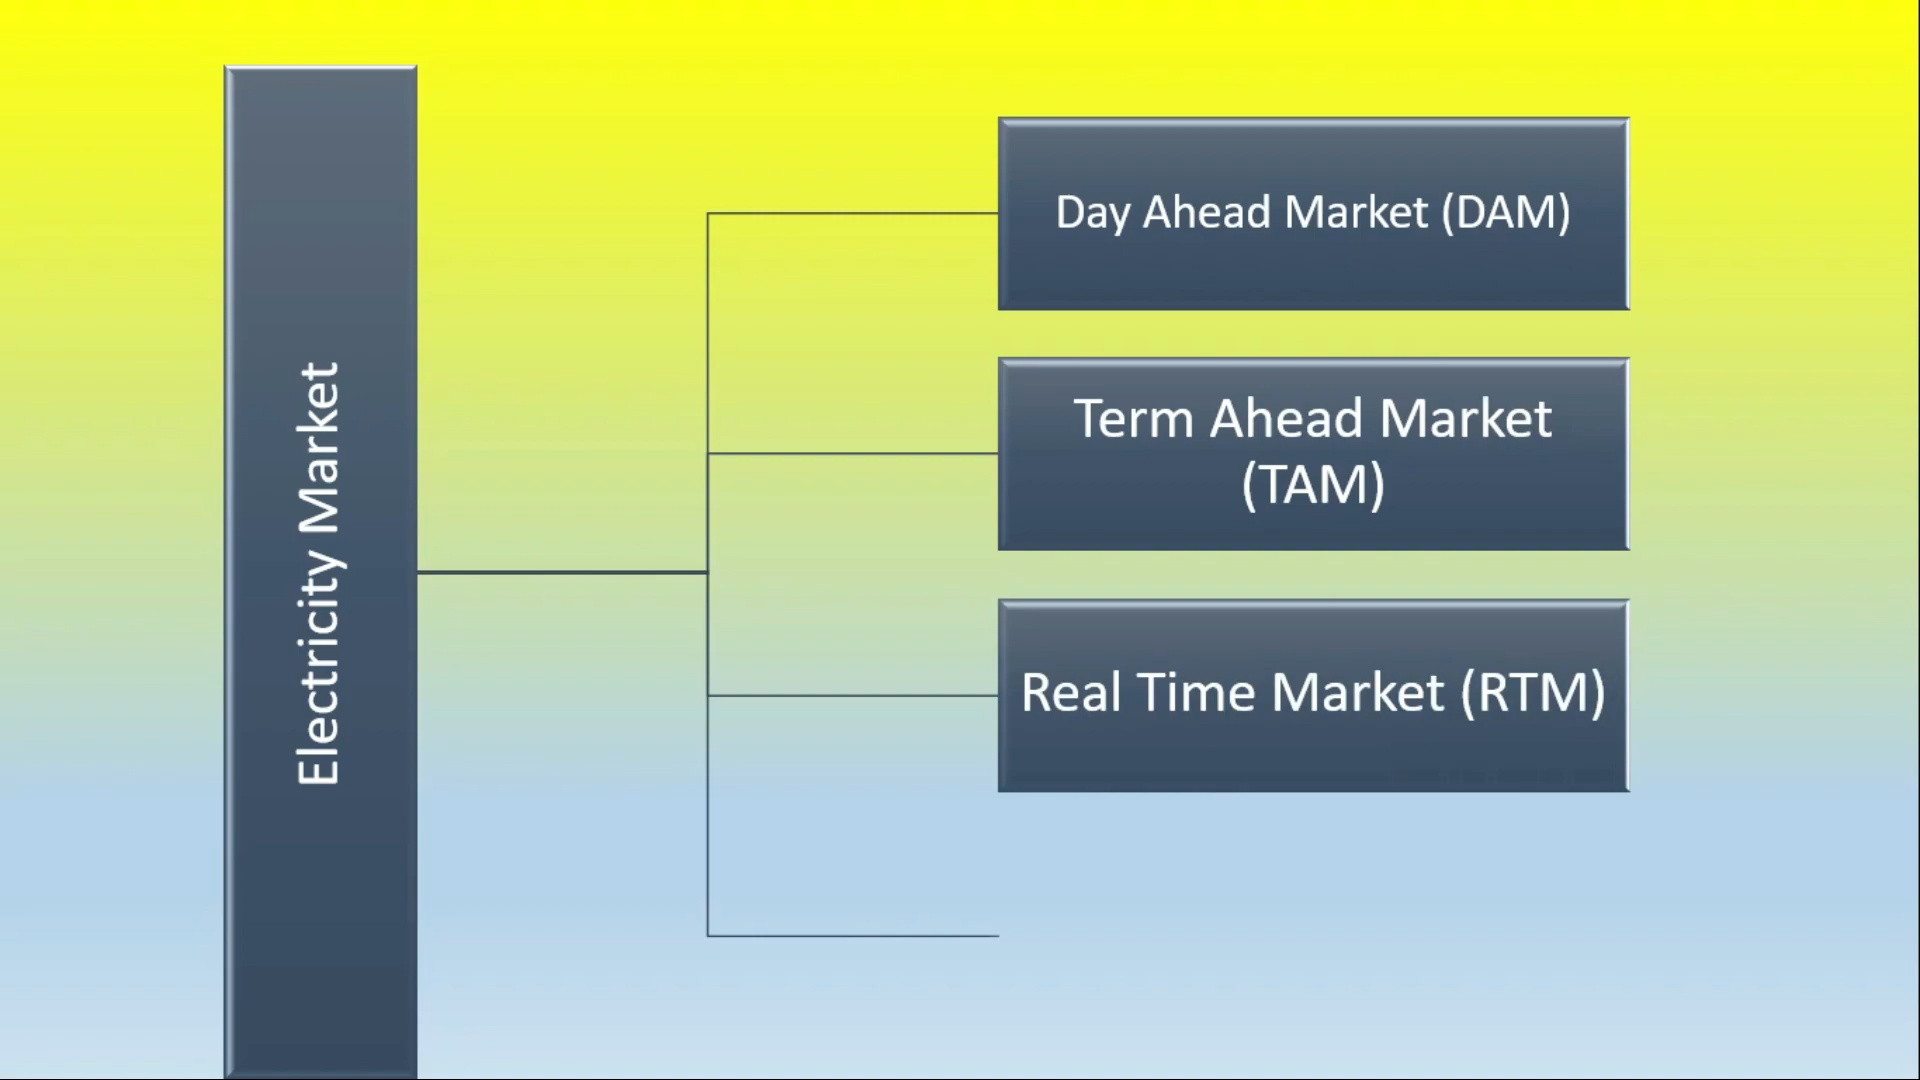 Electricity Market
Day Ahead Market (DAM)
Term Ahead Market
(TAM)
Real Time Market (RTM)